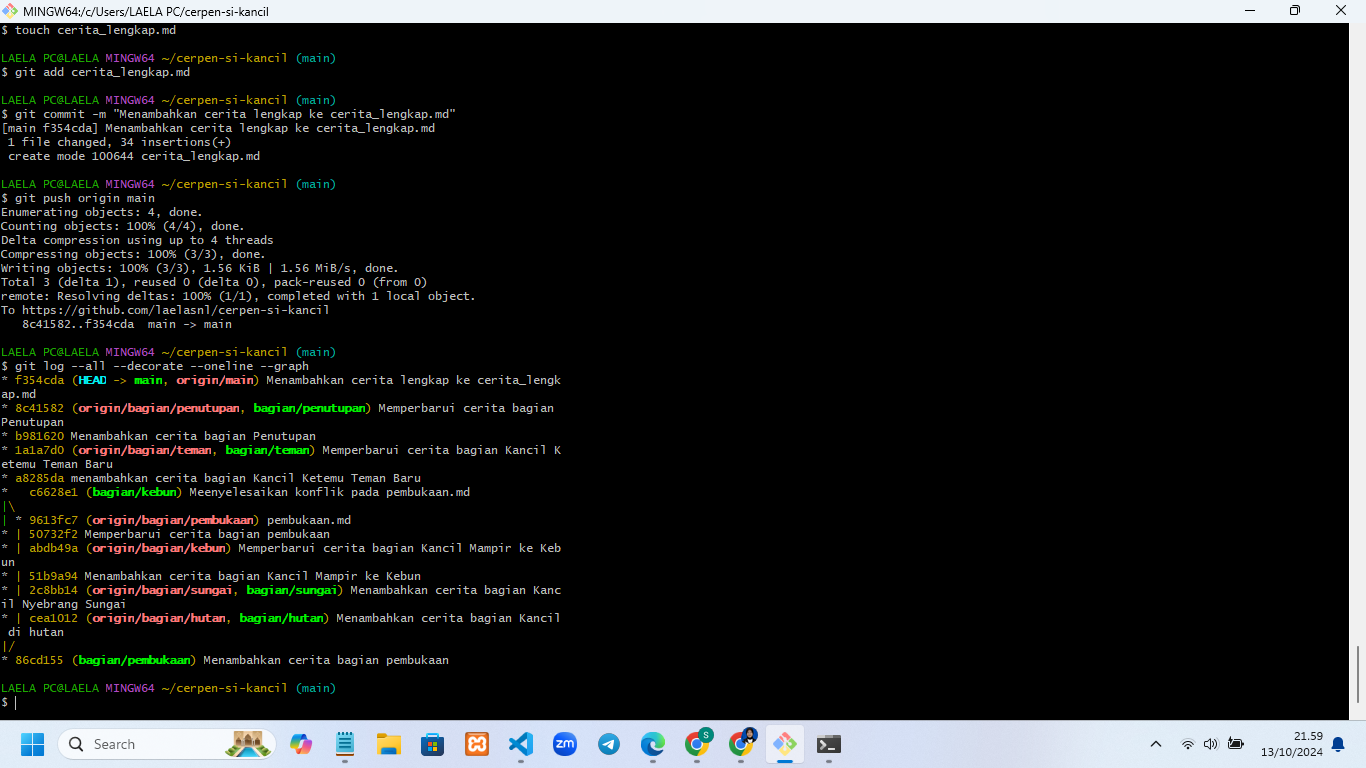 MINGW64:/c/Users/LAELA PC/cerpen-si-kancil
$ touch cerita_lengkap.md
LAELA PC@LAELA MINGW64 ~/cerpen-si-kancil (main)
$ git add cerita_lengkap.md
LAELA PC@LAELA MINGW64 ~/cerpen-si-kancil (main)
$ git commit -m "Menambahkan cerita lengkap ke cerita_lengkap.md"
[main f354cda] Menambahkan cerita lengkap ke cerita_lengkap.md
 1 file changed, 34 insertions(+)
 create mode 100644 cerita_lengkap.md
LAELA PC@LAELA MINGW64 ~/cerpen-si-kancil (main)
$ git push origin main
Enumerating objects: 4, done.
Counting objects: 100% (4/4), done.
Delta compression using up to 4 threads
Compressing objects: 100% (3/3), done.
Writing objects: 100% (3/3), 1.56 KiB | 1.56 MiB/s, done.
Total 3 (delta 1), reused 0 (delta 0), pack-reused 0 (from 0)
remote: Resolving deltas: 100% (1/1), completed with 1 local object.
To https://github.com/laelasnl/cerpen-si-kancil
   8c41582..f354cda  main -> main
LAELA PC@LAELA MINGW64 ~/cerpen-si-kancil (main)
$ git log --all --decorate --oneline --graph
* f354cda (HEAD -> main, origin/main) Menambahkan cerita lengkap ke cerita_lengk
ap.md
* 8c41582 (origin/bagian/penutupan, bagian/penutupan) Memperbarui cerita bagian
Penutupan
* b981620 Menambahkan cerita bagian Penutupan
* 1a1a7d0 (origin/bagian/teman, bagian/teman) Memperbarui cerita bagian Kancil K
etemu Teman Baru
* a8285da menambahkan cerita bagian Kancil Ketemu Teman Baru
*   c6628e1 (bagian/kebun) Meenyelesaikan konflik pada pembukaan.md
|\
| * 9613fc7 (origin/bagian/pembukaan) pembukaan.md
* | 50732f2 Memperbarui cerita bagian pembukaan
* | abdb49a (origin/bagian/kebun) Memperbarui cerita bagian Kancil Mampir ke Keb
un
* | 51b9a94 Menambahkan cerita bagian Kancil Mampir ke Kebun
* | 2c8bb14 (origin/bagian/sungai, bagian/sungai) Menambahkan cerita bagian Kanc
il Nyebrang Sungai
* | cea1012 (origin/bagian/hutan, bagian/hutan) Menambahkan cerita bagian Kancil
 di hutan
|/
* 86cd155 (bagian/pembukaan) Menambahkan cerita bagian pembukaan
LAELA PC@LAELA MINGW64 ~/cerpen-si-kancil (main)
$
Search
zm
S
21.59
13/10/2024